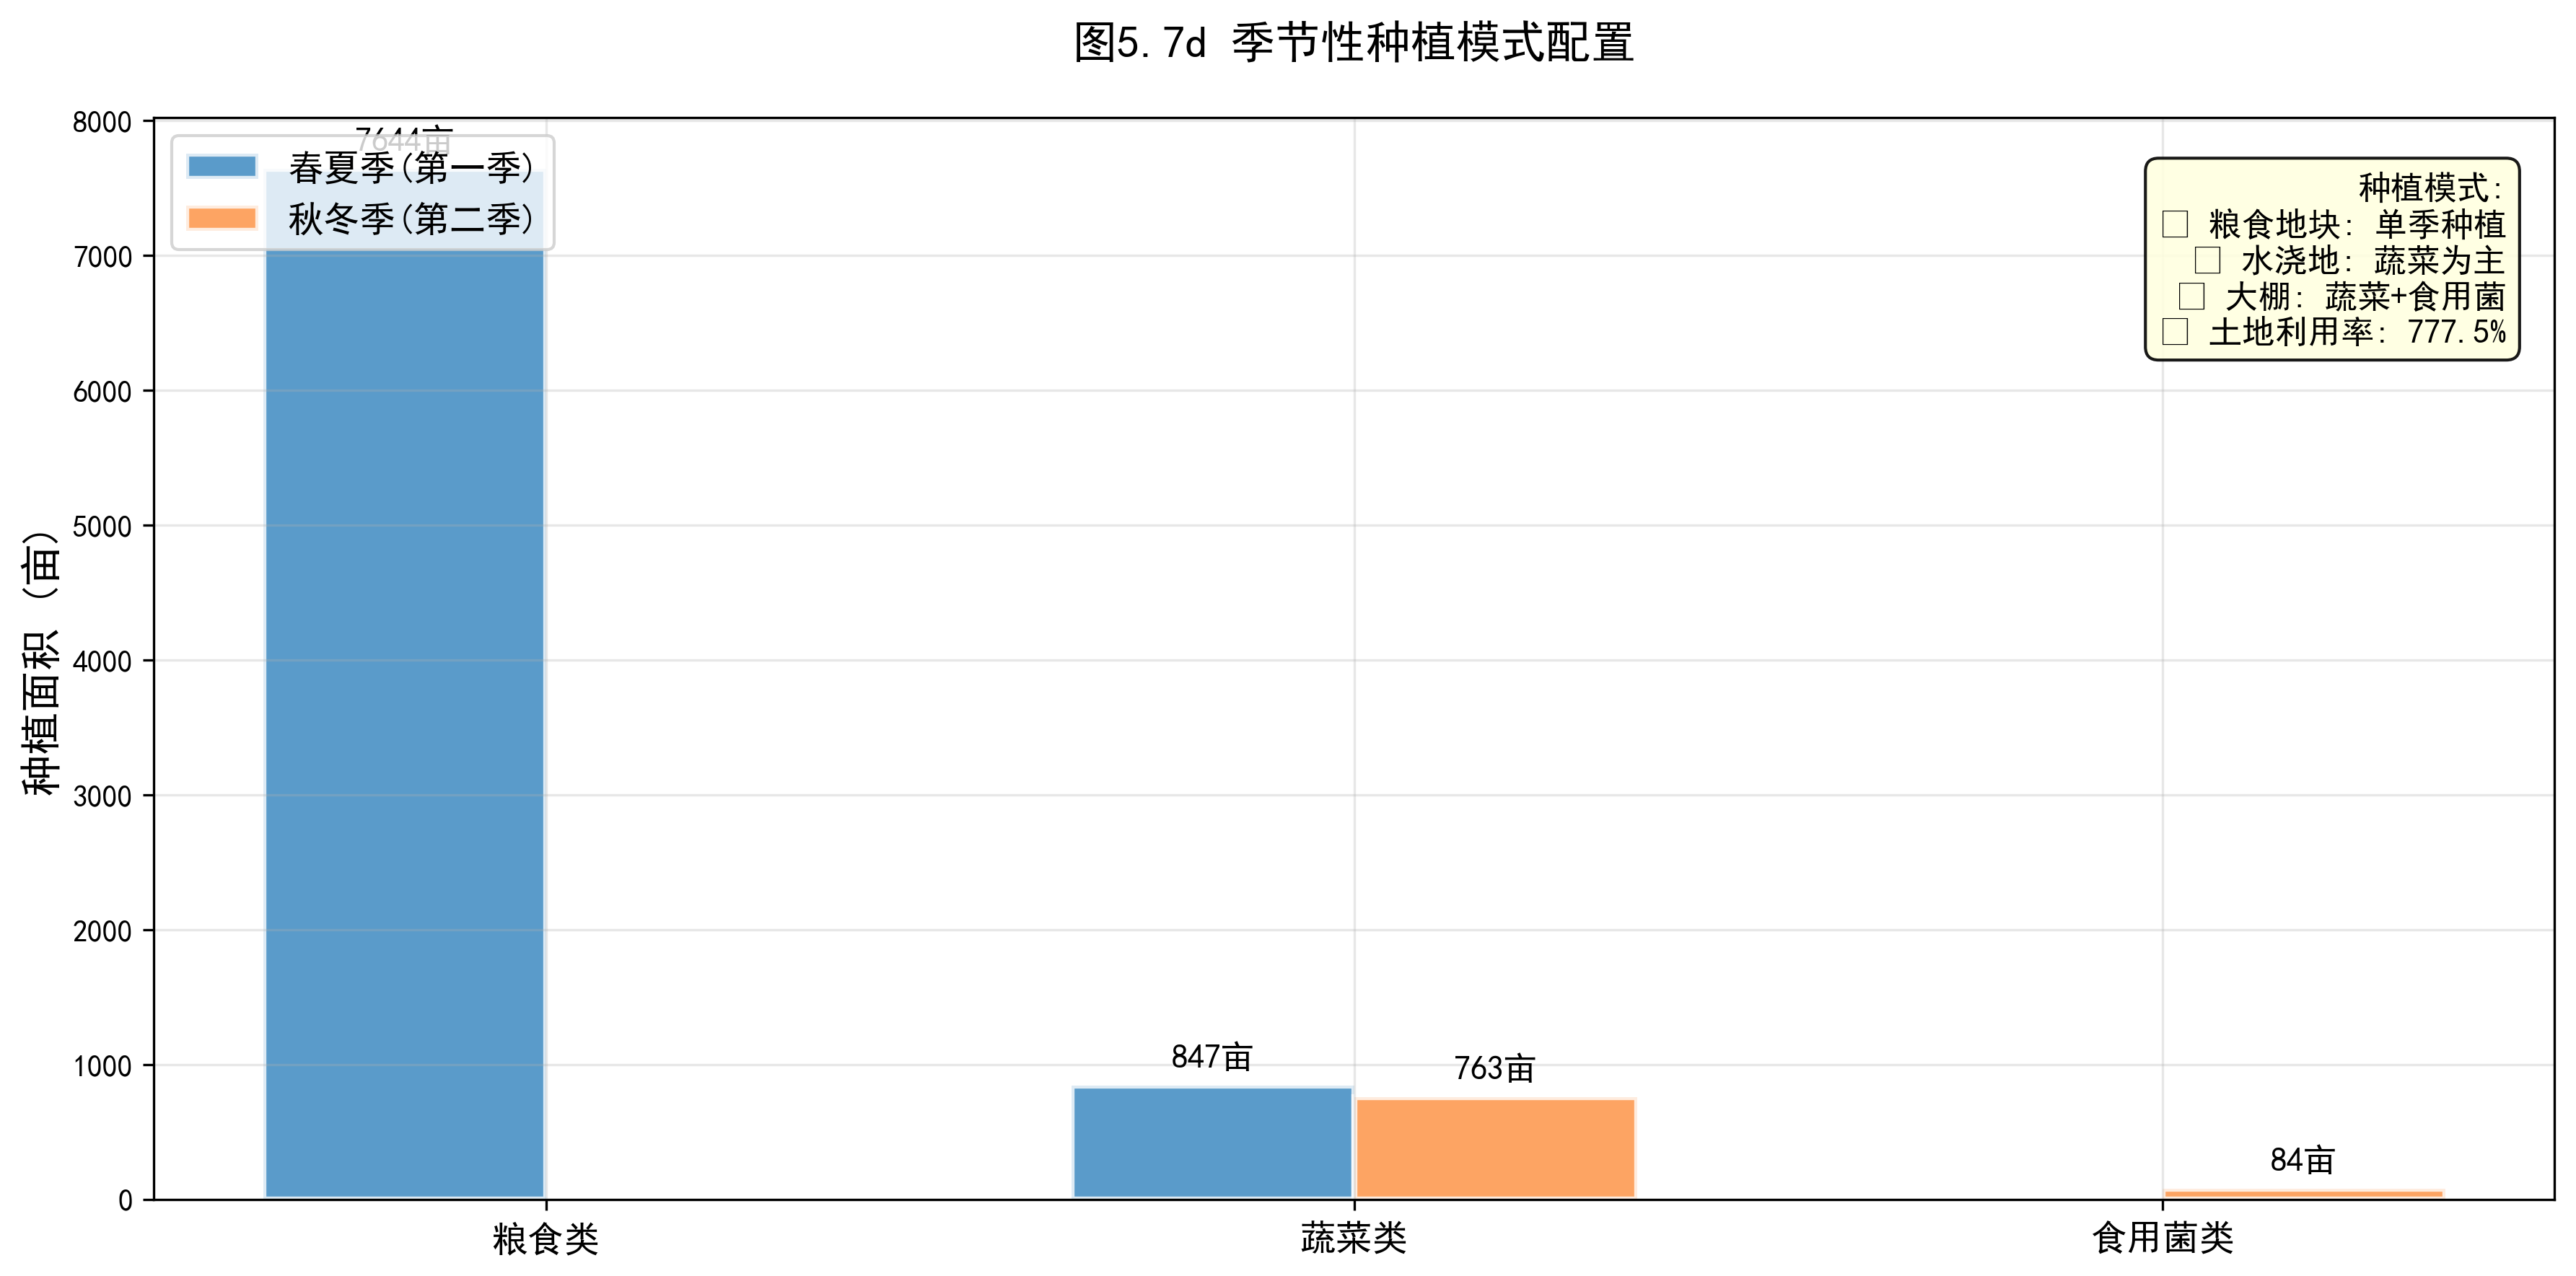 图5.7d 季节性种植模式配置
种植面积 (亩)
8000
7000
6000
5000
4000
3000
2000
1000
0
7644亩
春夏季(第一季)
秋冬季(第二季)
847亩
763亩
84亩
种植模式:
□ 粮食地块: 单季种植
□ 水浇地: 蔬菜为主
□ 大棚: 蔬菜+食用菌
□ 土地利用率: 777.5%
粮食类
蔬菜类
食用菌类